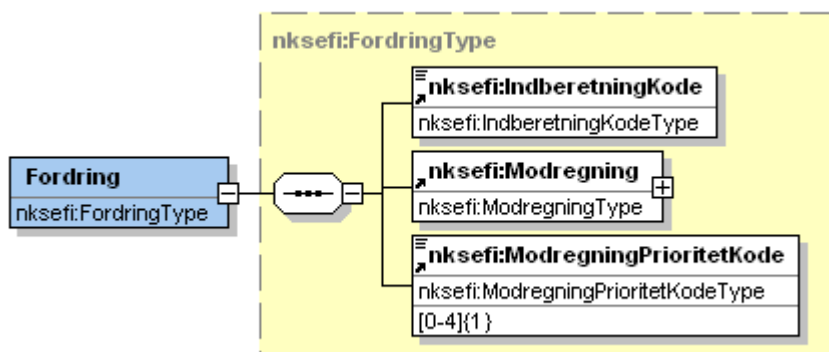 nksefi:FordringType
nksefi:IndberetningKode
nksefi:IndberetningKodeType
Fordring
nksefi:FordringType
nksefi:Modregning
nksefi:ModregningType
nksefi:ModregningPrioritetKode
nksefi:ModregningPrioritetKodeType
[0-4]{1}